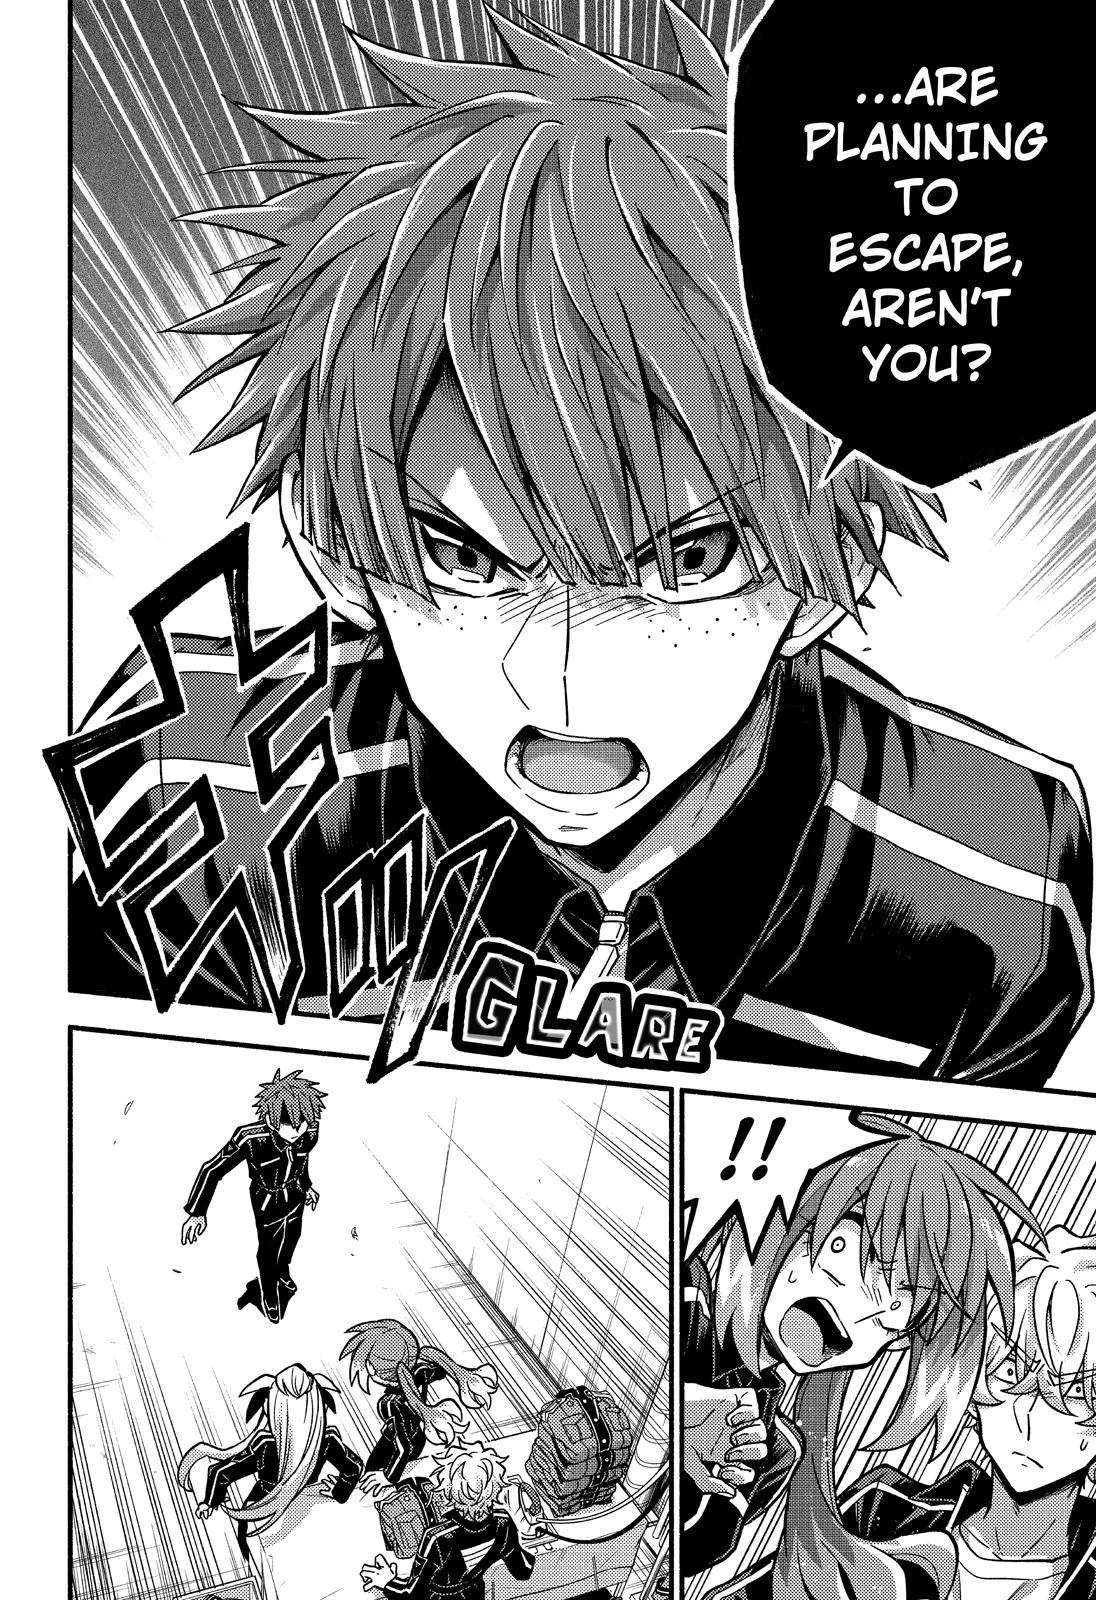 ...ARE
PLANNING
TO
ESCAPE,
AREN'T
YOU?
GLARE
!!